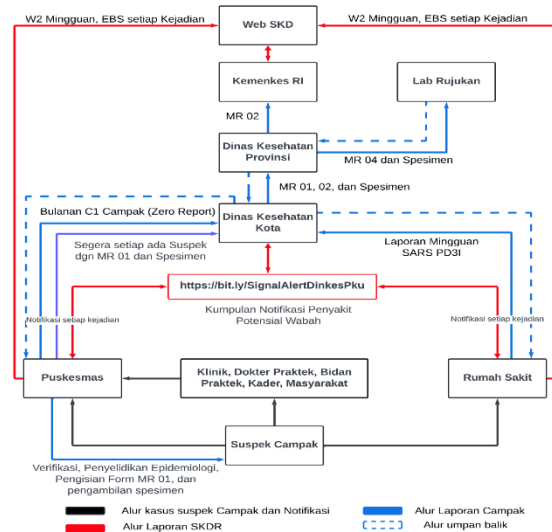 W2 Mingguan, EBS setiap Kejadian
W2 Mingguan, EBS setiap Kejadian
Web SKD
Kemenkes RI
Lab Rujukan
MR 02
Dinas Kesehatan
Provinsi
MR 04 dan Spesimen
MR 01, 02, dan Spesimen
Bulanan C1 Campak (Zero Report)
Dinas Kesehatan
Kota
Segera setiap ada Suspek
dgn MR 01 dan Spesimen
Laporan Mingguan
SARS PD3I
https://bit.ly/SignalAlertDinkesPku
Kumpulan Notifikasi Penyakit
Potensial Wabah
Notifikasi setiap kejadian
Notifikasi setiap kejadian
Puskesmas
Klinik, Dokter Praktek, Bidan
Praktek, Kader, Masyarakat
Rumah Sakit
Suspek Campak
Verifikasi, Penyelidikan Epidemiologi,
Pengisian Form MR 01, dan
pengambilan spesimen
Alur kasus suspek Campak dan Notifikasi
Alur Laporan Campak
Alur Laporan SKDR
Alur umpan balik